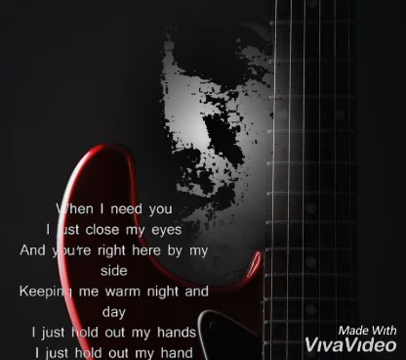 When I need you
I just close my eyes
And you're right here by my
side
Keeping me warm night and
day
I just hold out my hands
I just hold out my hand
Made With
VivaVideo